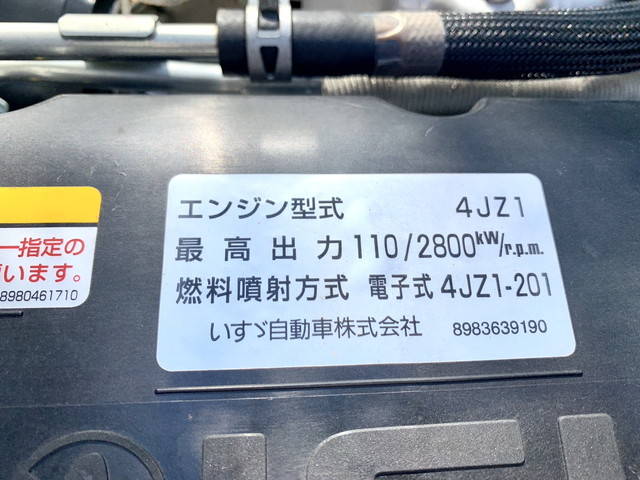 エンジン型式 4JZ1
最高出力 110/2800kW/r.p.m.
燃料噴射方式 電子式 4JZ1-201
いすゞ自動車株式会社 8983639190
指定の
います。
8980461710